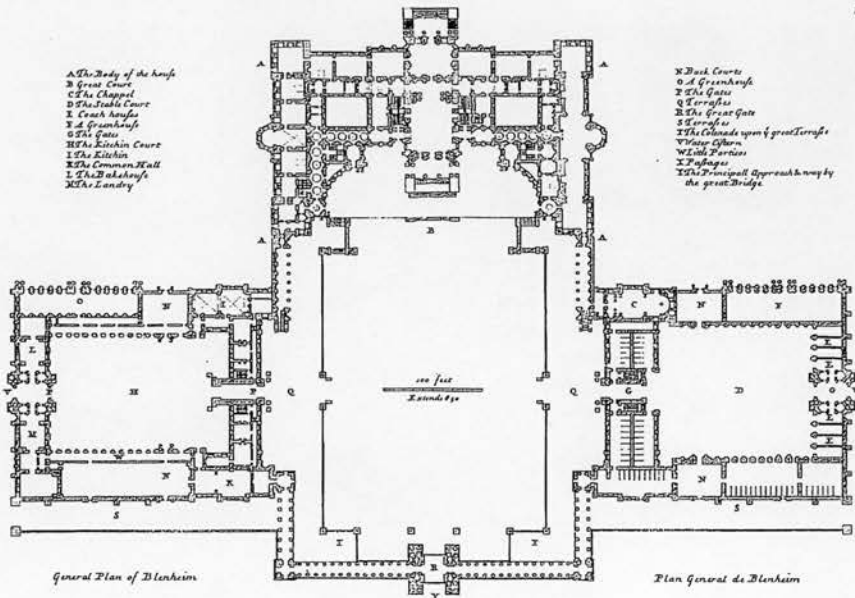 A The Body of the house
B Great Court
C The Chappel
D The Stable Court
E Coach houses
F A Greenhouse
G The Gates
H The Kitchin Court
I The Kitchin
K The Common Hall
L The Bakehouse
M The Landry
N Back Courts
O A Greenhouse
P The Gates
Q Terrasses
R The Great Gate
S Terrasses
T The Colonade upon ÿ great Terrasse
V Water Cistern
W Little Portices
X Passages
Y The Principall Approach & way by
the great Bridge
A A
A B A
N I C N F
O
L E
100 feet
Extends 850
H P Q Q G D
M W
N K N
S S
T T
R
Y
General Plan of Blenheim
Plan General de Blenheim